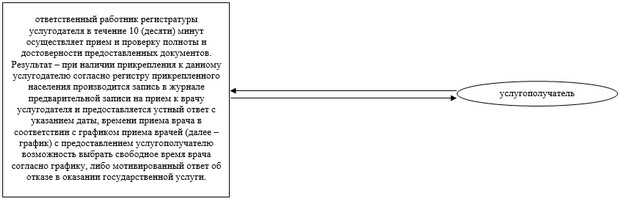 ответственный работник регистратуры
услугодателя в течение 10 (десяти) минут
осуществляет прием и проверку полноты и
достоверности предоставленных документов.
Результат – при наличии прикрепления к данному
услугодателю согласно регистру прикрепленного
населения производится запись в журнале
предварительной записи на прием к врачу
услугодателя и предоставляется устный ответ с
указанием даты, времени приема врача в
соответствии с графиком приема врачей (далее –
график) с предоставлением услугополучателю
возможность выбрать свободное время врача
согласно графику, либо мотивированный ответ об
отказе в оказании государственной услуги.
услугополучатель